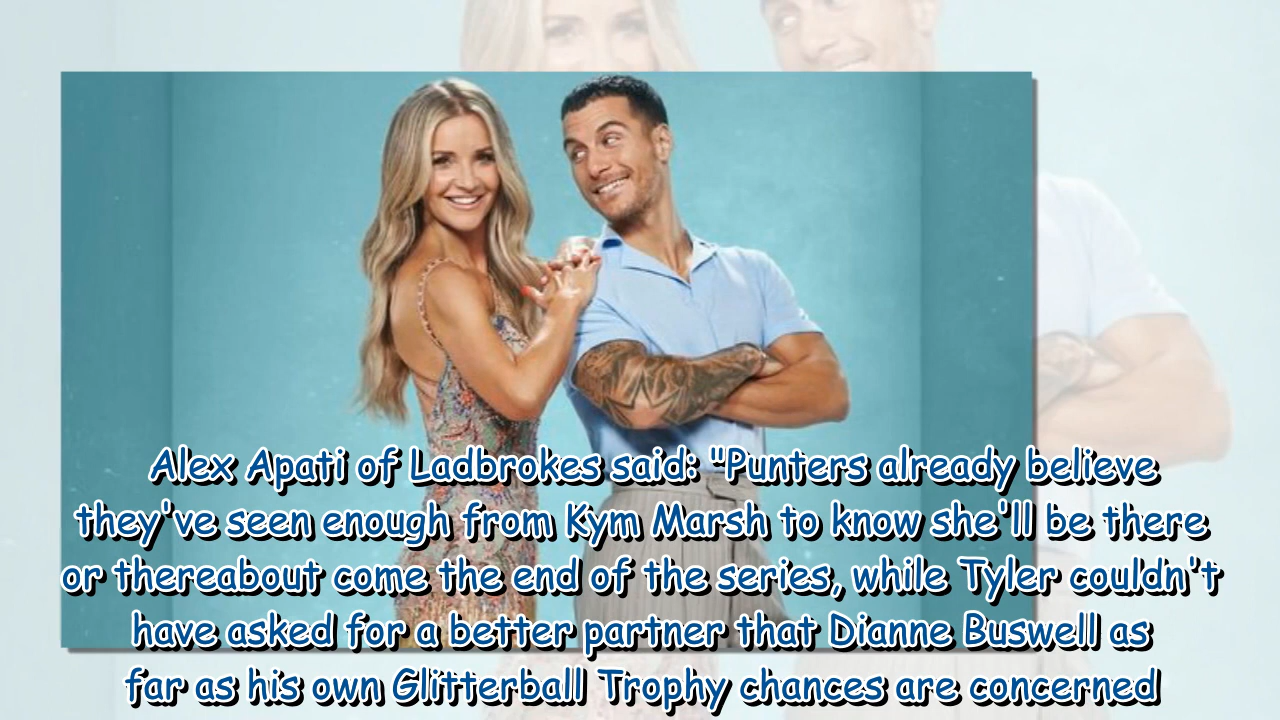 Alex Apati of Ladbrokes said: "Punters already believe
they've seen enough from Kym Marsh to know she'll be there
or thereabout come the end of the series, while Tyler couldn't
have asked for a better partner that Dianne Buswell as
far as his own Glitterball Trophy chances are concerned